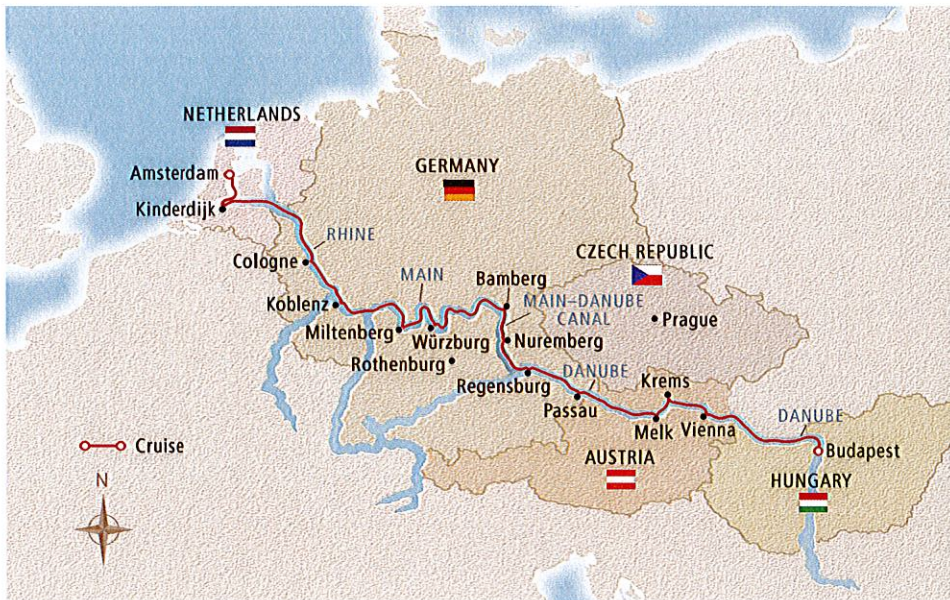 NETHERLANDS
Amsterdam
Kinderdijk
GERMANY
RHINE
Cologne
Koblenz
MAIN
Miltenberg
Würzburg
Rothenburg
Bamberg
MAIN–DANUBE
CANAL
Nuremberg
Regensburg
CZECH REPUBLIC
Prague
DANUBE
Passau
Krems
Melk
Vienna
AUSTRIA
DANUBE
Budapest
HUNGARY
Cruise
N